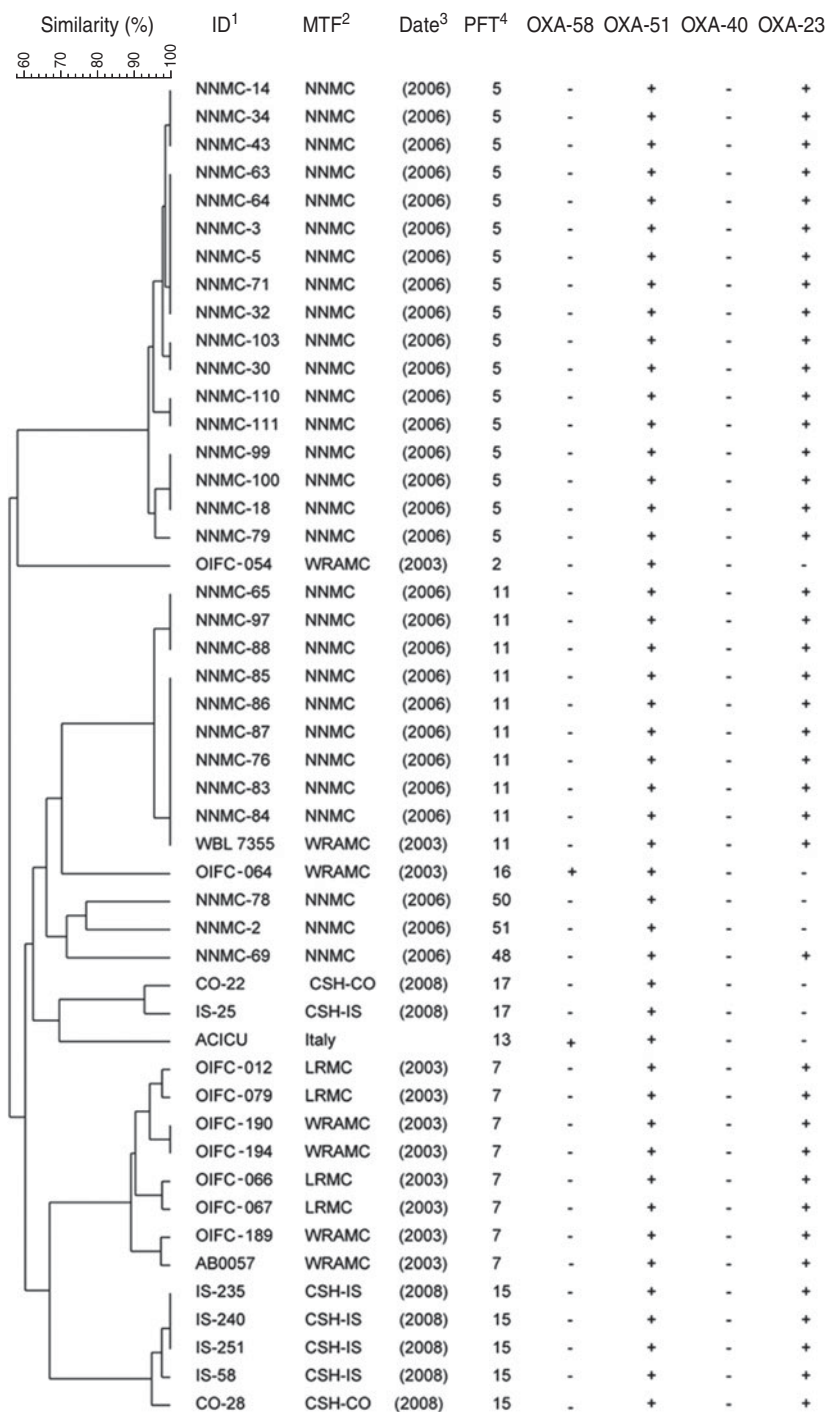 Similarity (%) ID¹ MTF² Date³ PFT⁴ OXA-58 OXA-51 OXA-40 OXA-23
60 70 80 90 100
NNMC-14 NNMC (2006) 5 - + - +
NNMC-34 NNMC (2006) 5 - + - +
NNMC-43 NNMC (2006) 5 - + - +
NNMC-63 NNMC (2006) 5 - + - +
NNMC-64 NNMC (2006) 5 - + - +
NNMC-3 NNMC (2006) 5 - + - +
NNMC-5 NNMC (2006) 5 - + - +
NNMC-71 NNMC (2006) 5 - + - +
NNMC-32 NNMC (2006) 5 - + - +
NNMC-103 NNMC (2006) 5 - + - +
NNMC-30 NNMC (2006) 5 - + - +
NNMC-110 NNMC (2006) 5 - + - +
NNMC-111 NNMC (2006) 5 - + - +
NNMC-99 NNMC (2006) 5 - + - +
NNMC-100 NNMC (2006) 5 - + - +
NNMC-18 NNMC (2006) 5 - + - +
NNMC-79 NNMC (2006) 5 - + - +
OIFC-054 WRAMC (2003) 2 - + - -
NNMC-65 NNMC (2006) 11 - + - +
NNMC-97 NNMC (2006) 11 - + - +
NNMC-88 NNMC (2006) 11 - + - +
NNMC-85 NNMC (2006) 11 - + - +
NNMC-86 NNMC (2006) 11 - + - +
NNMC-87 NNMC (2006) 11 - + - +
NNMC-76 NNMC (2006) 11 - + - +
NNMC-83 NNMC (2006) 11 - + - +
NNMC-84 NNMC (2006) 11 - + - +
WBL 7355 WRAMC (2003) 11 - + - +
OIFC-064 WRAMC (2003) 16 + + - -
NNMC-78 NNMC (2006) 50 - + - -
NNMC-2 NNMC (2006) 51 - + - -
NNMC-69 NNMC (2006) 48 - + - +
CO-22 CSH-CO (2008) 17 - + - -
IS-25 CSH-IS (2008) 17 - + - -
ACICU Italy 13 + + - -
OIFC-012 LRMC (2003) 7 - + - +
OIFC-079 LRMC (2003) 7 - + - +
OIFC-190 WRAMC (2003) 7 - + - +
OIFC-194 WRAMC (2003) 7 - + - +
OIFC-066 LRMC (2003) 7 - + - +
OIFC-067 LRMC (2003) 7 - + - +
OIFC-189 WRAMC (2003) 7 - + - +
AB0057 WRAMC (2003) 7 - + - +
IS-235 CSH-IS (2008) 15 - + - +
IS-240 CSH-IS (2008) 15 - + - +
IS-251 CSH-IS (2008) 15 - + - +
IS-58 CSH-IS (2008) 15 - + - +
CO-28 CSH-CO (2008) 15 - + - +